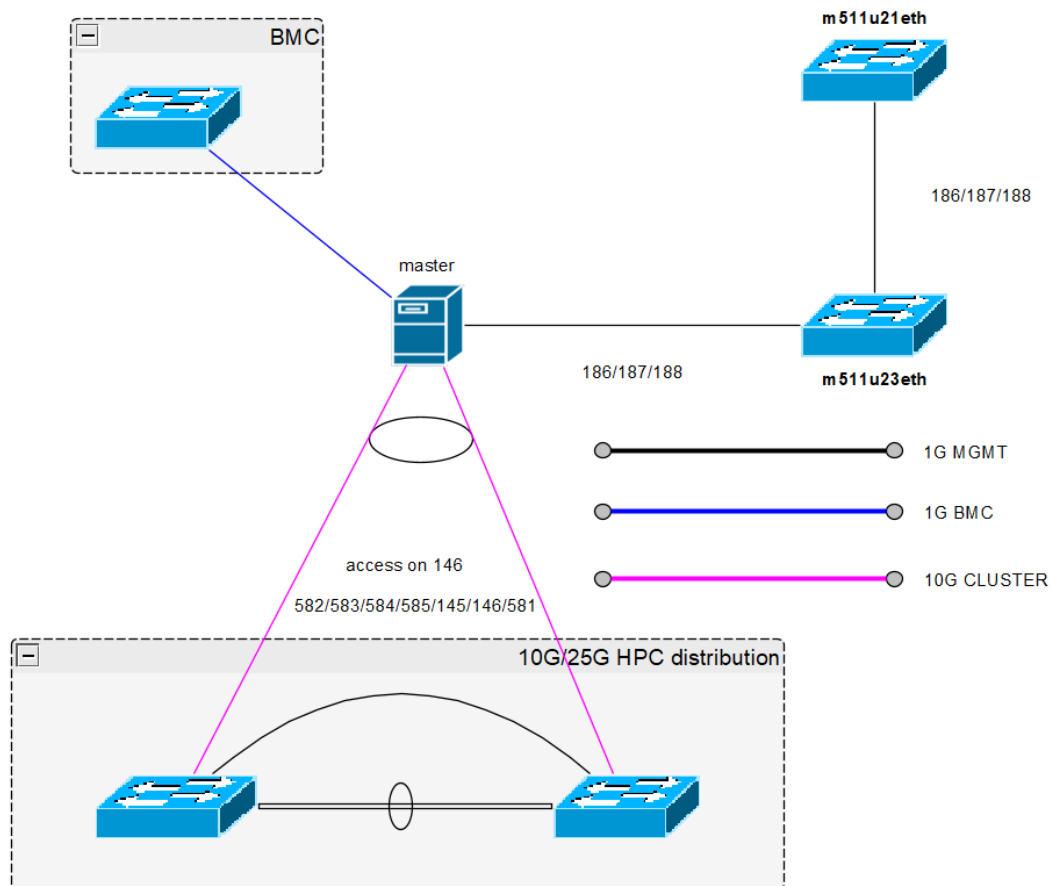 m511u21eth
BMC
186/187/188
master
186/187/188
m511u23eth
1G MGMT
1G BMC
10G CLUSTER
access on 146
582/583/584/585/145/146/581
10G/25G HPC distribution